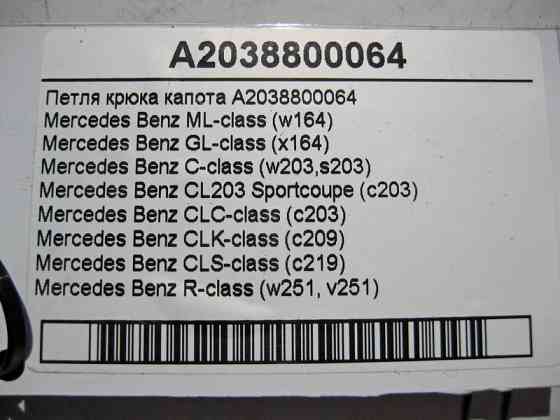 A2038800064
Петля крюка капота A2038800064
Mercedes Benz ML-class (w164)
Mercedes Benz GL-class (x164)
Mercedes Benz C-class (w203,s203)
Mercedes Benz CL203 Sportcoupe (c203)
Mercedes Benz CLC-class (c203)
Mercedes Benz CLK-class (c209)
Mercedes Benz CLS-class (c219)
Mercedes Benz R-class (w251, v251)